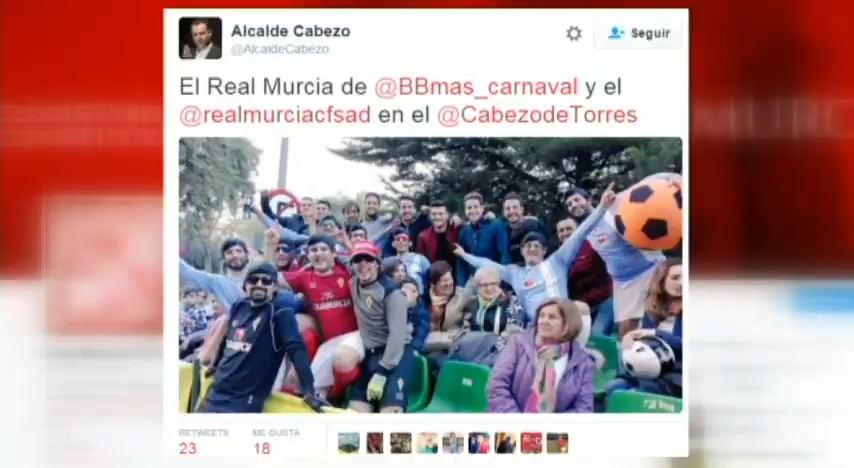 Alcalde Cabezo
@AlcaldeCabezo
Seguir
El Real Murcia de @BBmas_carnaval y el
@realmurciacfsad en el @CabezodeTorres
RETWEETS
ME GUSTA
23
18